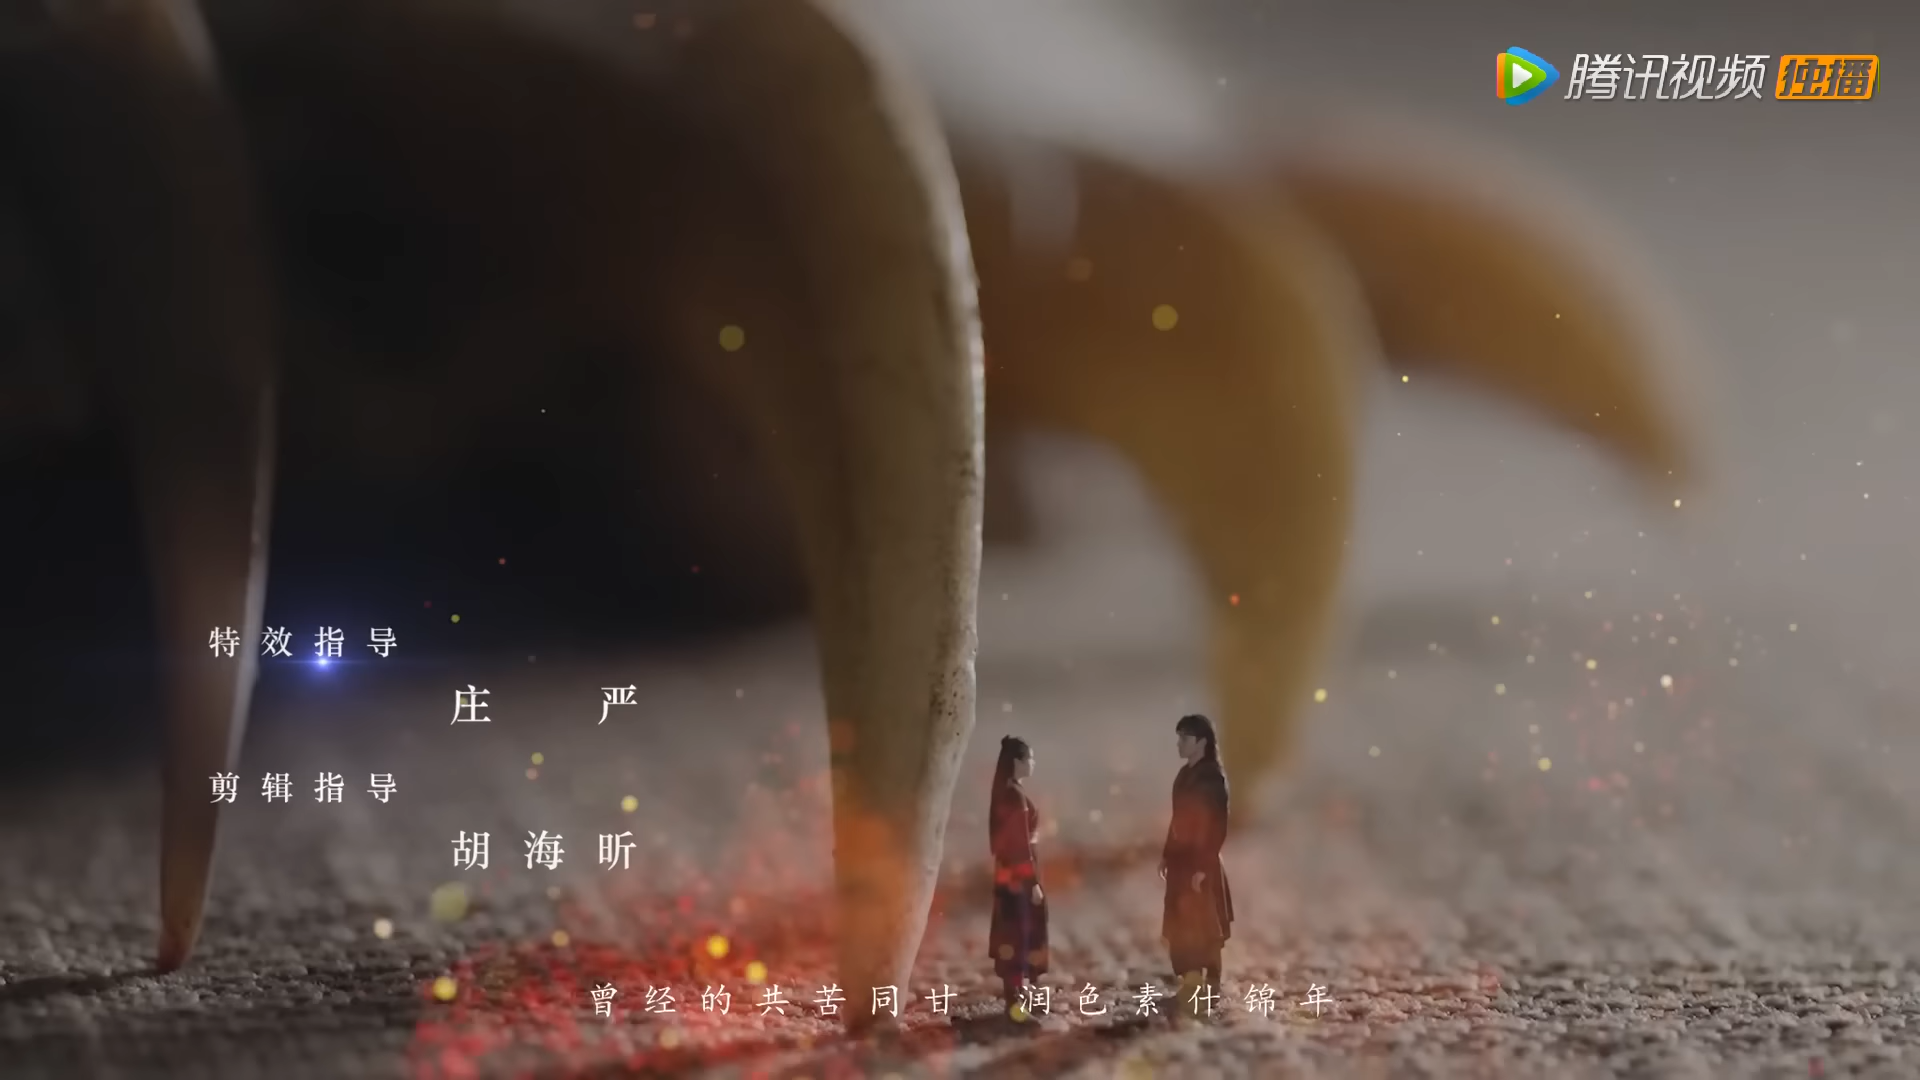 腾讯视频 独播
特效指导
庄严
剪辑指导
胡海昕
曾经的共苦同甘 润色素什锦年